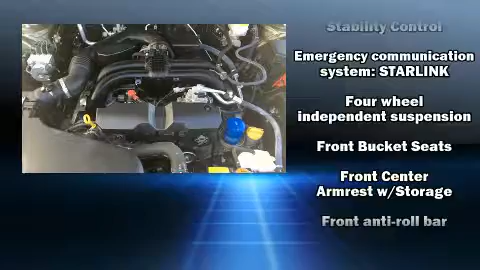 Stability Control
Emergency communication
system: STARLINK
Four wheel
independent suspension
Front Bucket Seats
Front Center
Armrest w/Storage
Front anti-roll bar